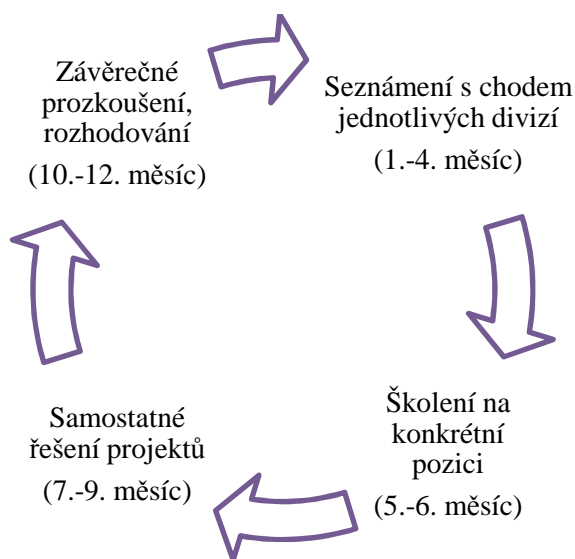 Závěrečné
prozkoušení,
rozhodování
(10.-12. měsíc)
Seznámení s chodem
jednotlivých divizí
(1.-4. měsíc)
Školení na
konkrétní
pozici
(5.-6. měsíc)
Samostatné
řešení projektů
(7.-9. měsíc)